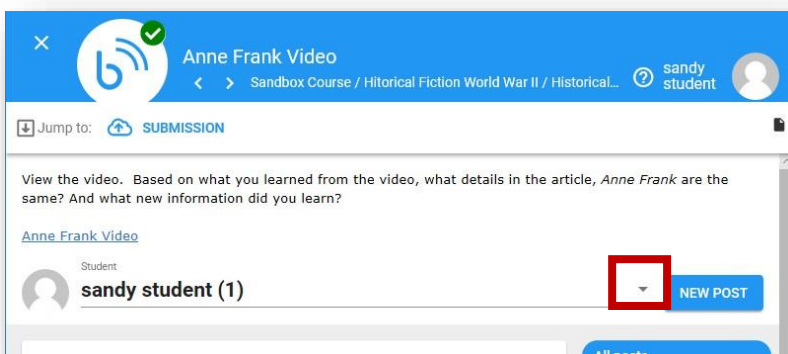 Anne Frank Video
Sandbox Course / Hitorical Fiction World War II / Historical...
sandy
student
Jump to: SUBMISSION
View the video. Based on what you learned from the video, what details in the article, Anne Frank are the
same? And what new information did you learn?
Anne Frank Video
Student
sandy student (1)
NEW POST
All posts